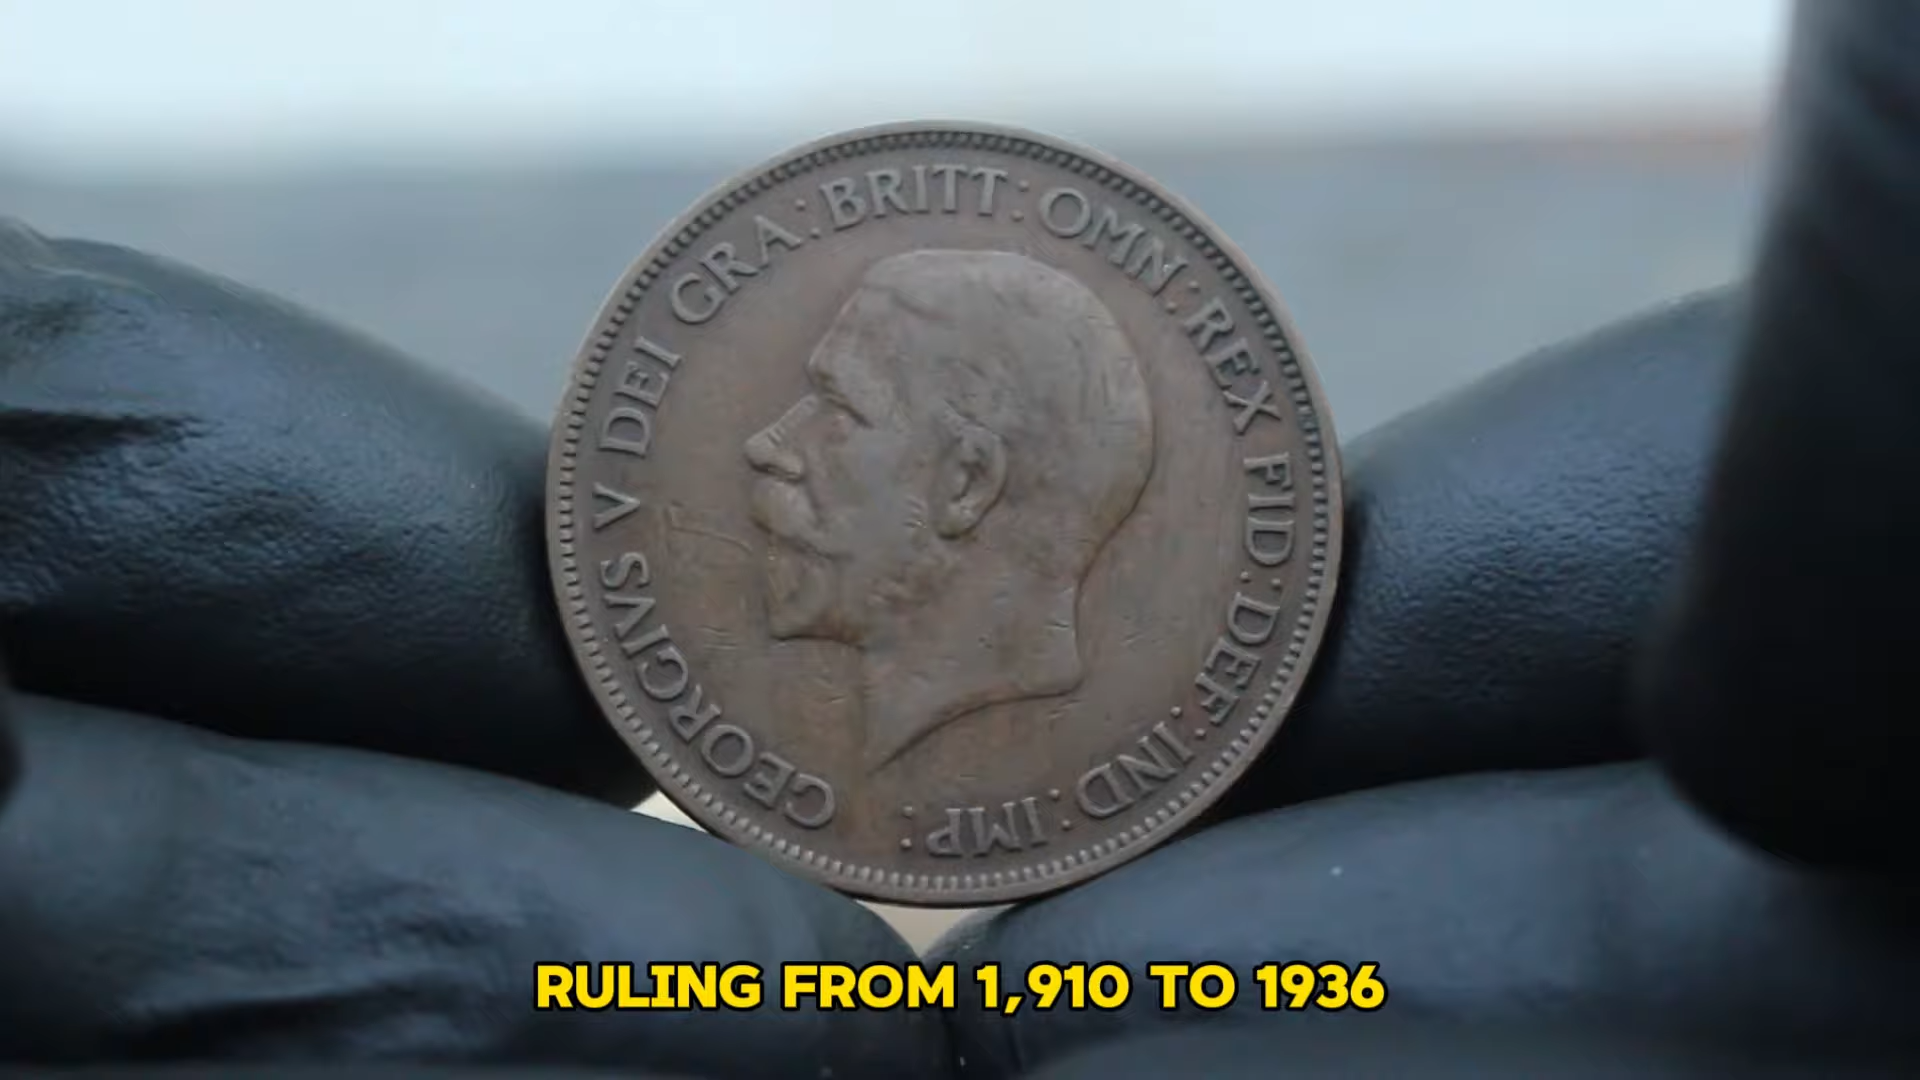 GEORGIVS V DEI GRA: BRITT: OMN: REX FID: DEF: IND: IMP:
RULING FROM 1,910 TO 1936